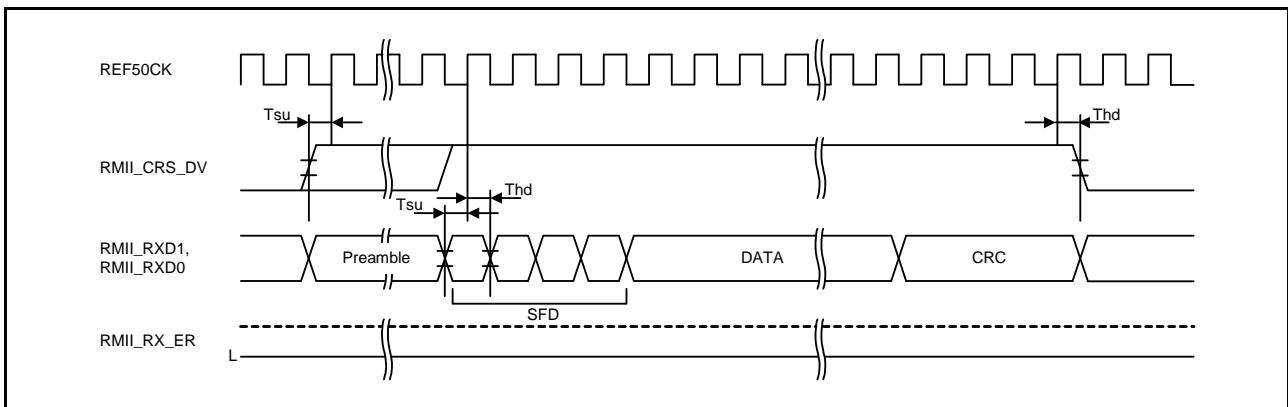 REF50CK
Tsu
Thd
RMII_CRS_DV
Thd
Tsu
RMII_RXD1,
RMII_RXD0
Preamble
DATA
CRC
SFD
RMII_RX_ER
L